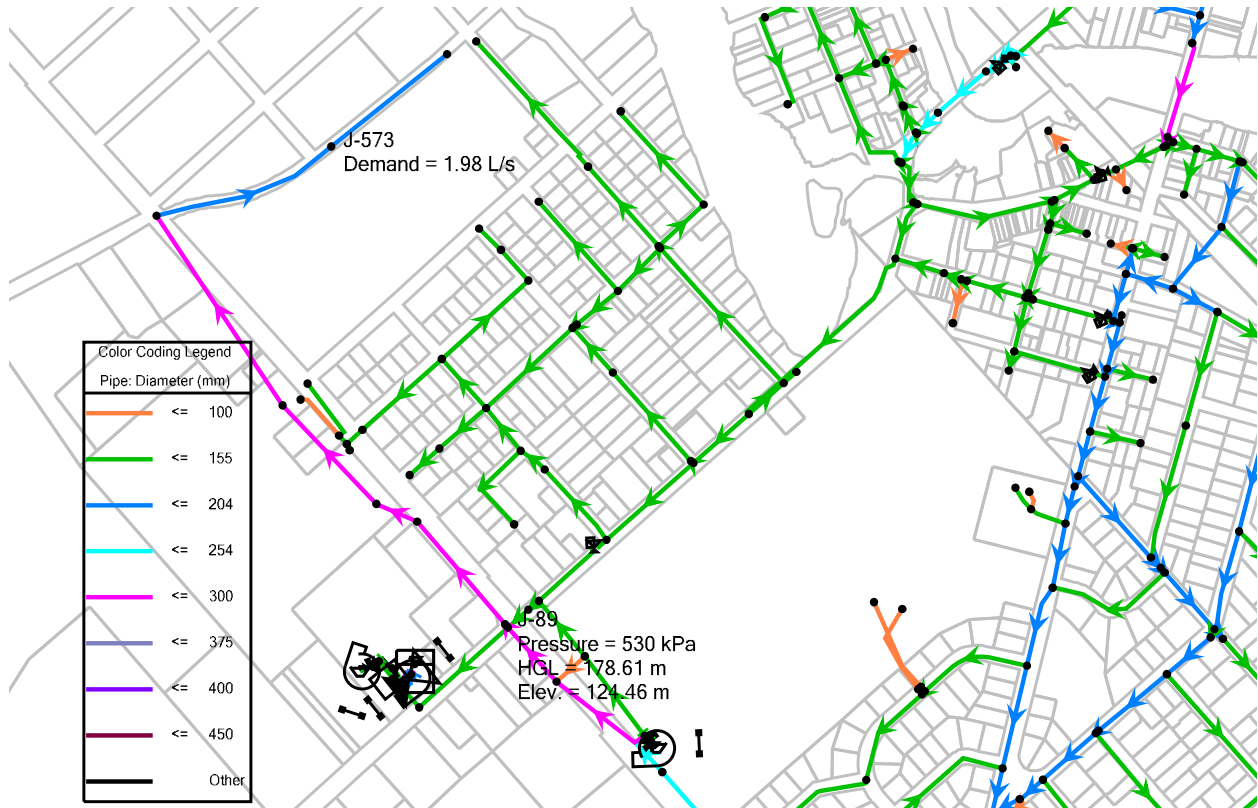 J-573
Demand = 1.98 L/s
Color Coding Legend
Pipe: Diameter (mm)
<= 100
<= 155
<= 204
<= 254
<= 300
<= 375
<= 400
<= 450
Other
J-89
Pressure = 530 kPa
HGL = 178.61 m
Elev. = 124.46 m